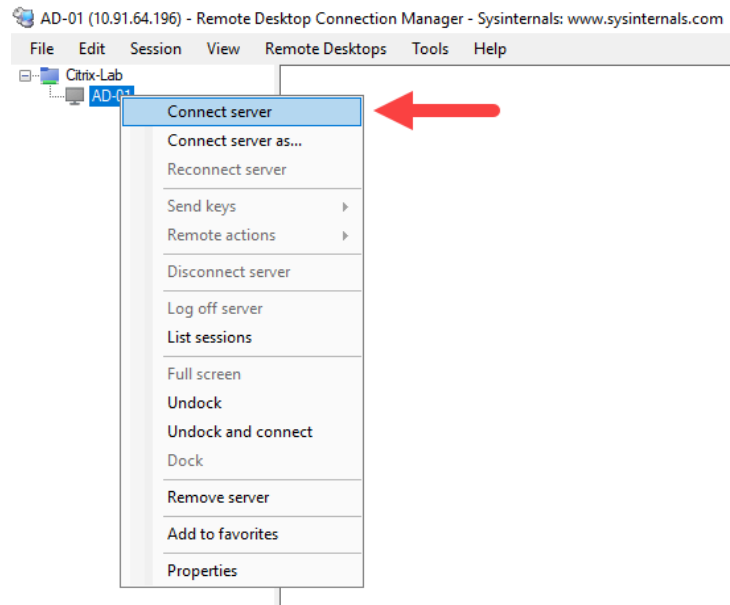 AD-01 (10.91.64.196) - Remote Desktop Connection Manager - Sysinternals: www.sysinternals.com
File Edit Session View Remote Desktops Tools Help
Citrix-Lab
AD-01
Connect server
Connect server as...
Reconnect server
Send keys
Remote actions
Disconnect server
Log off server
List sessions
Full screen
Undock
Undock and connect
Dock
Remove server
Add to favorites
Properties